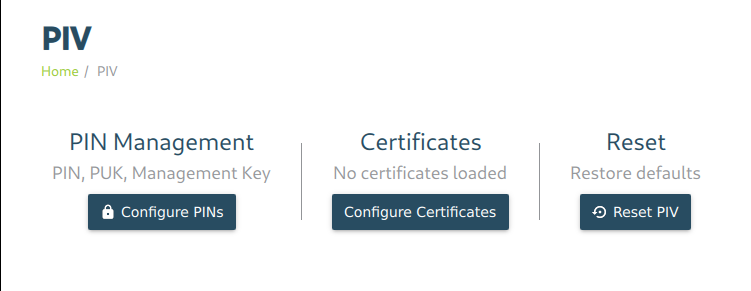 PIV
Home / PIV
PIN Management
PIN, PUK, Management Key
Configure PINs
Certificates
No certificates loaded
Configure Certificates
Reset
Restore defaults
Reset PIV